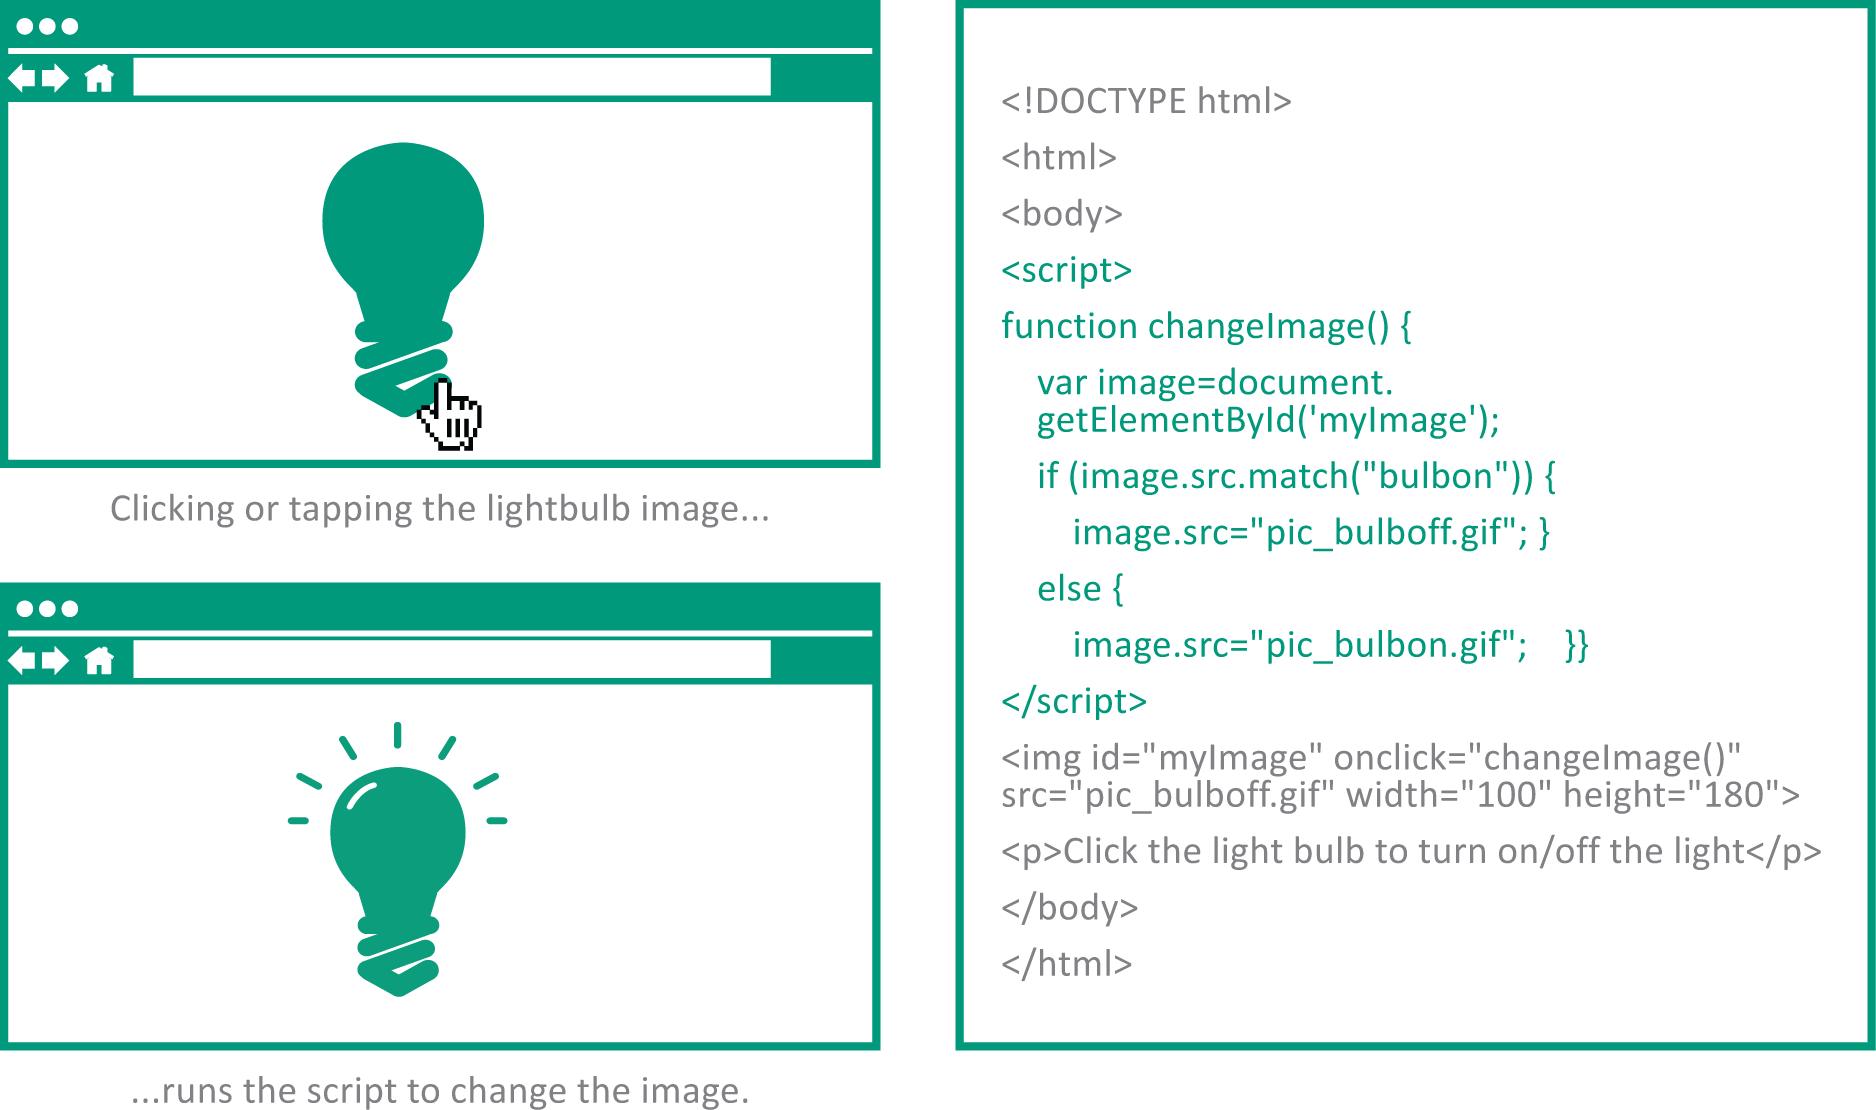 Clicking or tapping the lightbulb image...
...runs the script to change the image.
<!DOCTYPE html>
<html>
<body>
<script>
function changeImage() {
var image=document.
getElementById('myImage');
if (image.src.match("bulbon")) {
image.src="pic_bulboff.gif"; }
else {
image.src="pic_bulbon.gif"; }}
</script>
<img id="myImage" onclick="changeImage()"
src="pic_bulboff.gif" width="100" height="180">
<p>Click the light bulb to turn on/off the light</p>
</body>
</html>